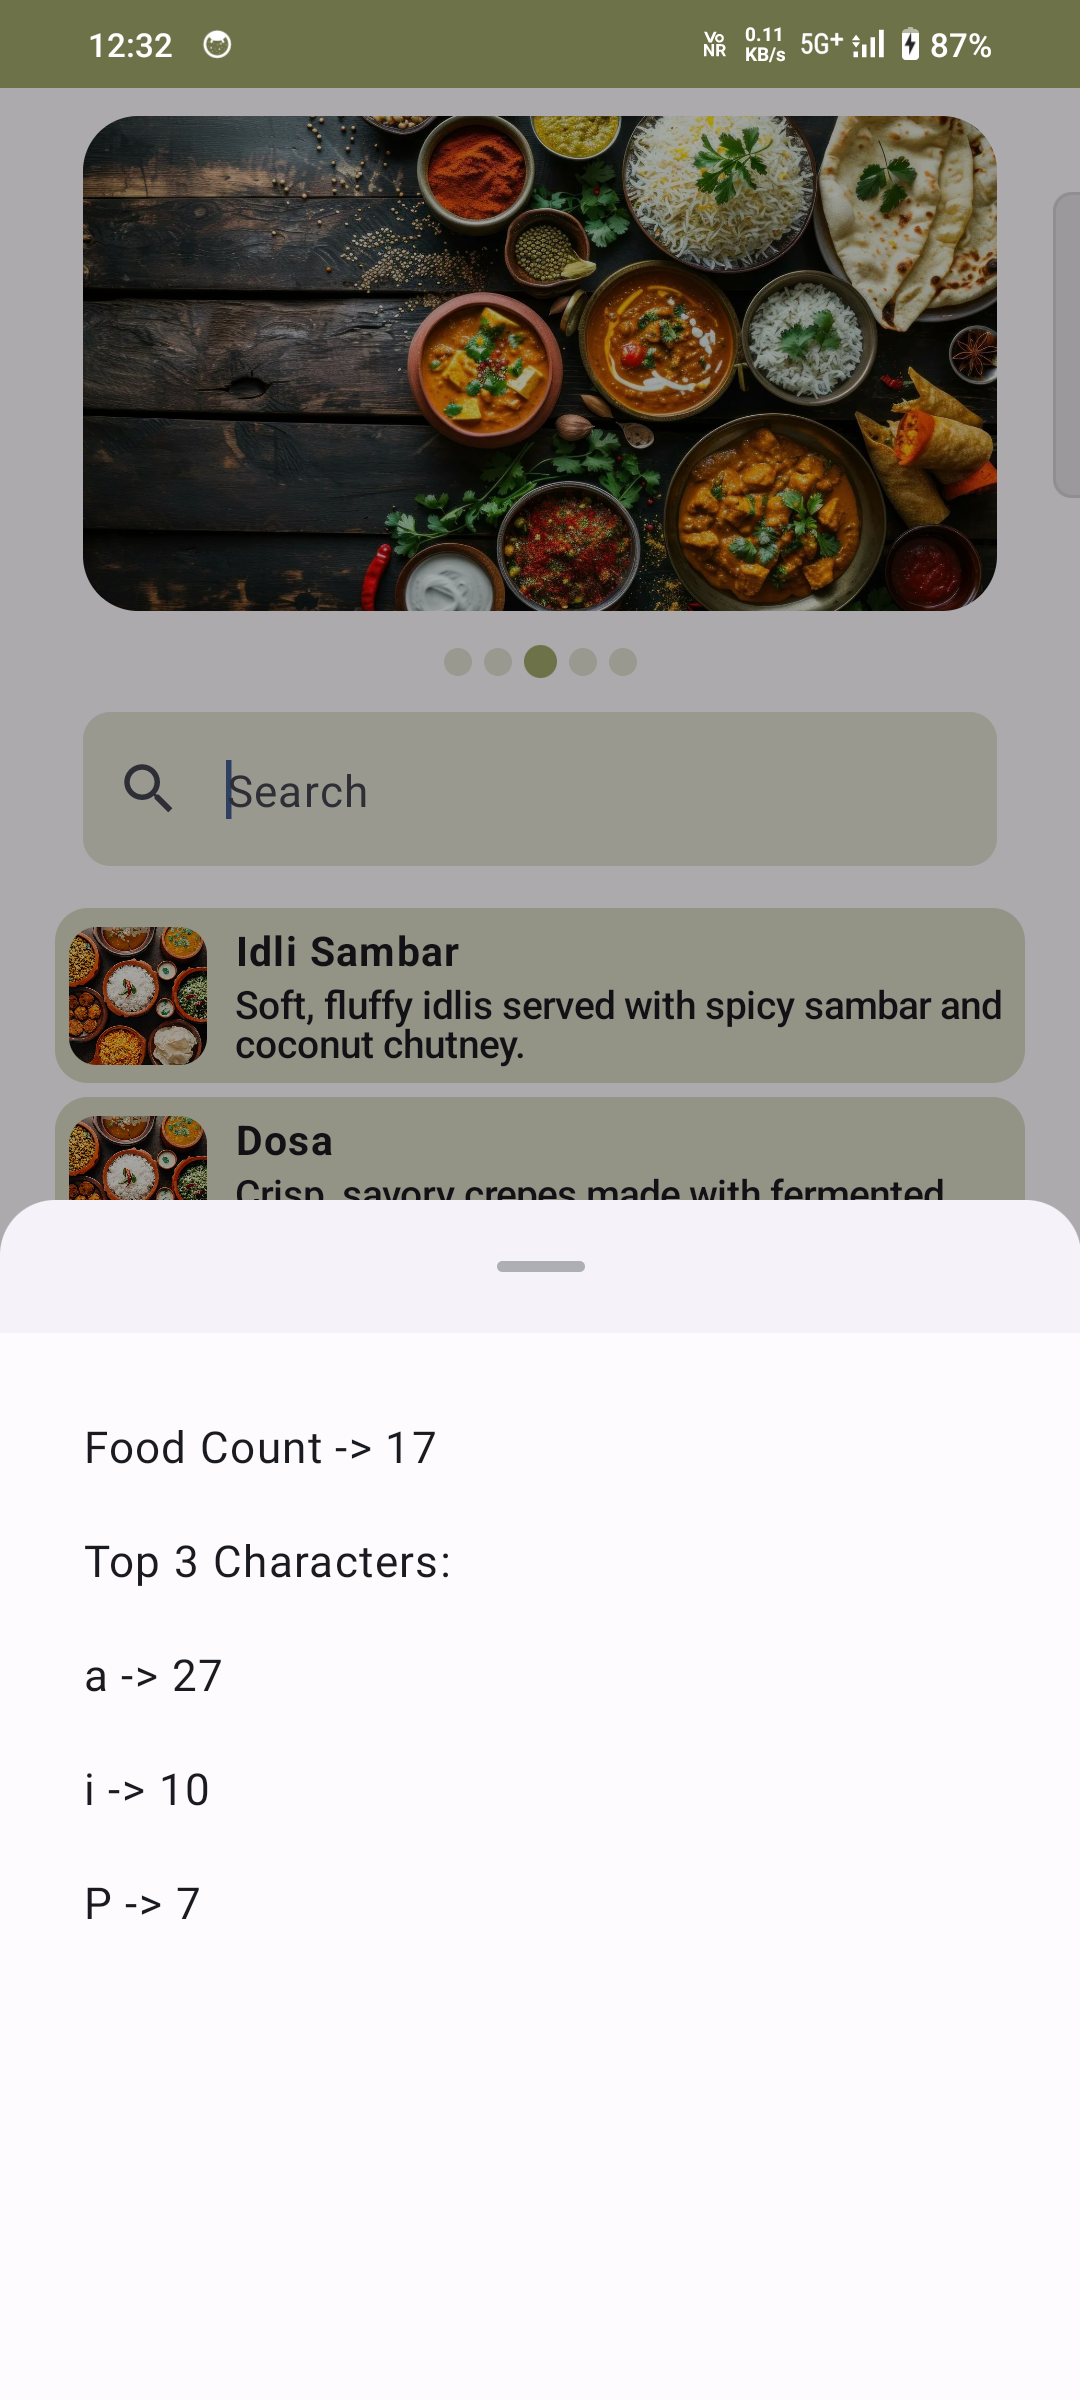 12:32 Vo NR 0.11 KB/s 5G+ 87%
Search
Idli Sambar
Soft, fluffy idlis served with spicy sambar and
coconut chutney.
Dosa
Crisp, savory crepes made with fermented
Food Count -> 17
Top 3 Characters:
a -> 27
i -> 10
P -> 7